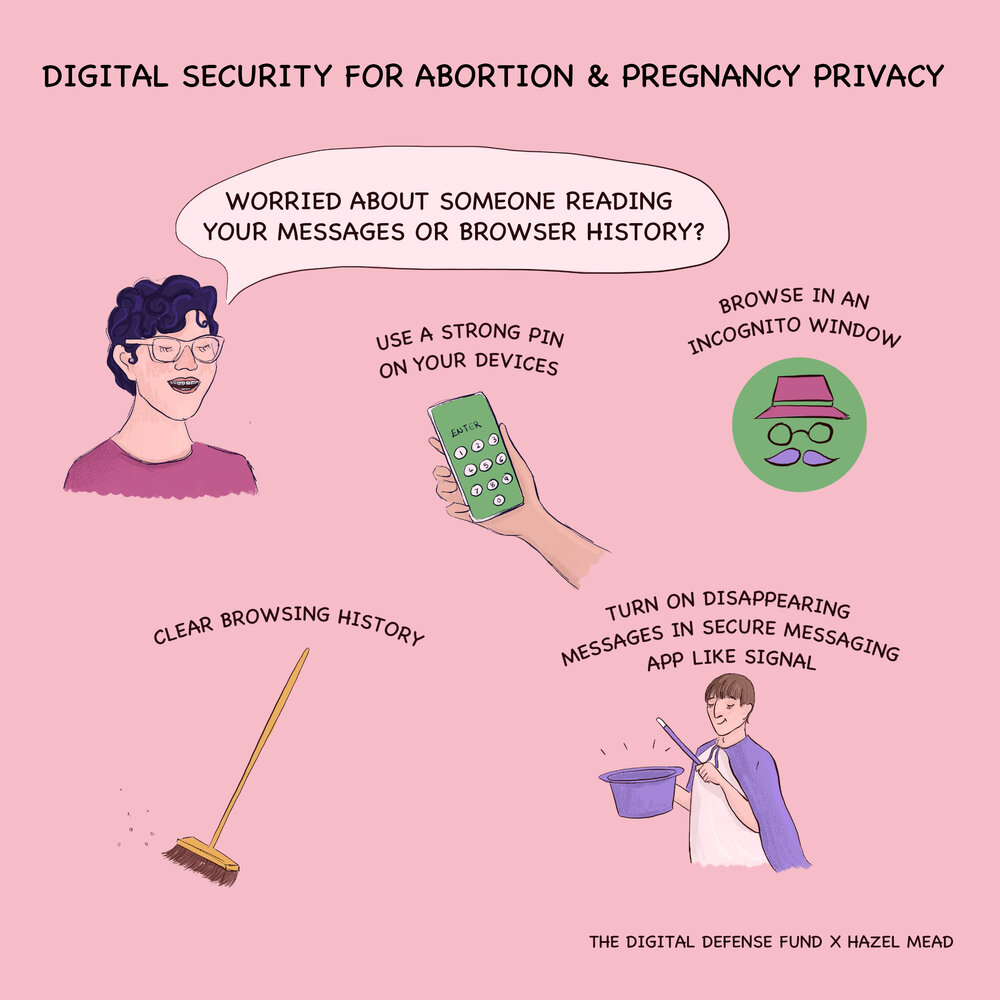 DIGITAL SECURITY FOR ABORTION & PREGNANCY PRIVACY
WORRIED ABOUT SOMEONE READING
YOUR MESSAGES OR BROWSER HISTORY?
USE A STRONG PIN
ON YOUR DEVICES
ENTER
1 2 3
4 5 6
7 8 9
0
BROWSE IN AN
INCOGNITO WINDOW
CLEAR BROWSING HISTORY
TURN ON DISAPPEARING
MESSAGES IN SECURE MESSAGING
APP LIKE SIGNAL
THE DIGITAL DEFENSE FUND X HAZEL MEAD